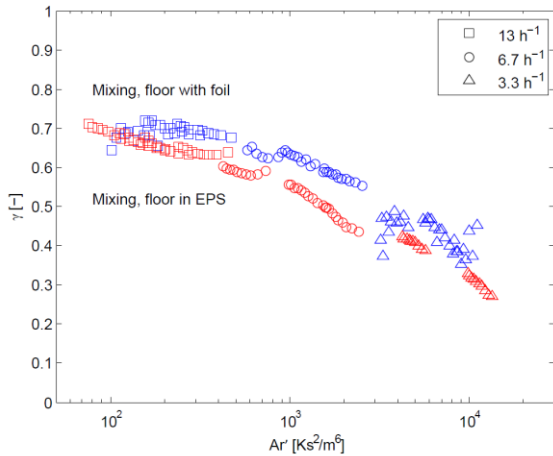 1
0.9
0.8
0.7
0.6
0.5
0.4
0.3
0.2
0.1
0
γ [−]
Mixing, floor with foil
Mixing, floor in EPS
13 h⁻¹
6.7 h⁻¹
3.3 h⁻¹
10² 10³ 10⁴
Ar′ [Ks²/m⁶]